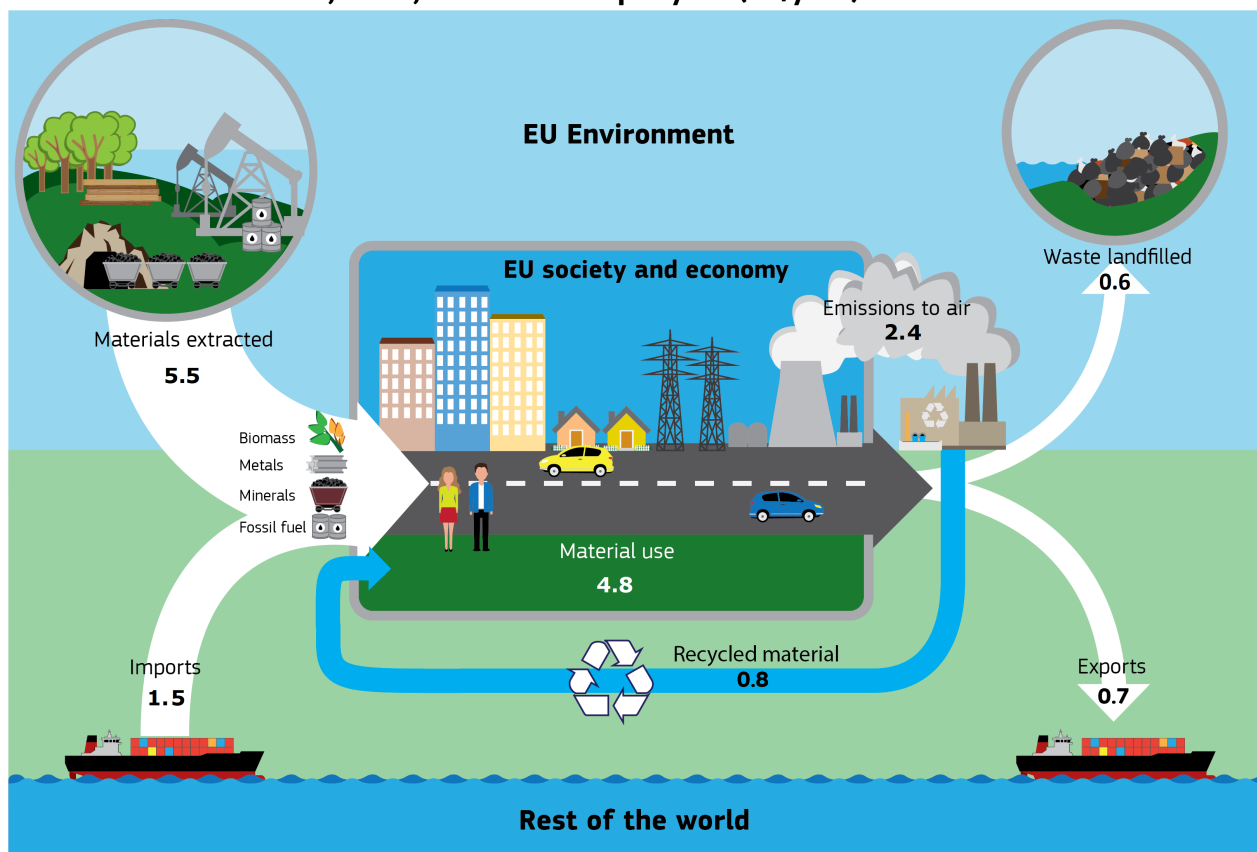 EU Environment
EU society and economy
Waste landfilled
0.6
Emissions to air
2.4
Materials extracted
5.5
Biomass
Metals
Minerals
Fossil fuel
Material use
4.8
Recycled material
0.8
Imports
1.5
Exports
0.7
Rest of the world